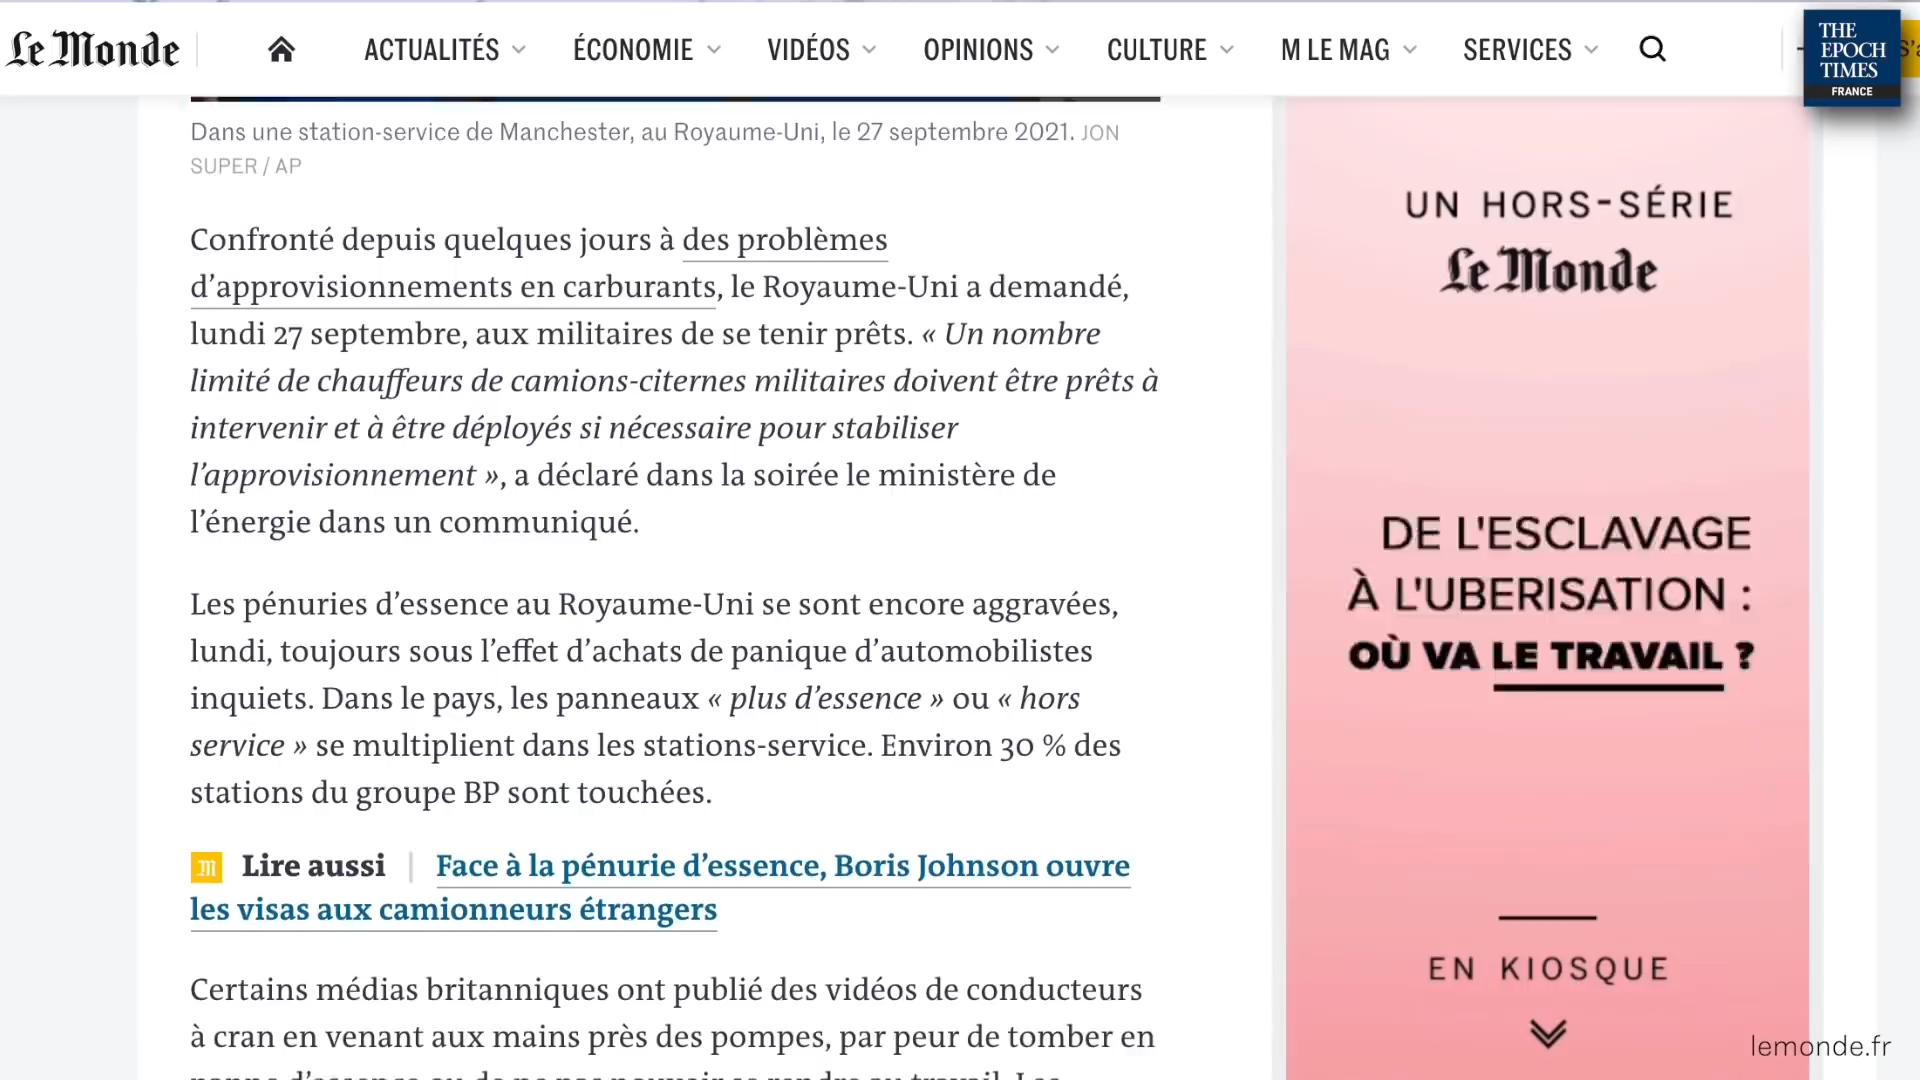 Le Monde
ACTUALITÉS
ÉCONOMIE
VIDÉOS
OPINIONS
CULTURE
M LE MAG
SERVICES
THE
EPOCH
TIMES
FRANCE
Dans une station-service de Manchester, au Royaume-Uni, le 27 septembre 2021. JON
SUPER / AP
Confronté depuis quelques jours à des problèmes
d’approvisionnements en carburants, le Royaume-Uni a demandé,
lundi 27 septembre, aux militaires de se tenir prêts. « Un nombre
limité de chauffeurs de camions-citernes militaires doivent être prêts à
intervenir et à être déployés si nécessaire pour stabiliser
l’approvisionnement », a déclaré dans la soirée le ministère de
l’énergie dans un communiqué.
Les pénuries d’essence au Royaume-Uni se sont encore aggravées,
lundi, toujours sous l’effet d’achats de panique d’automobilistes
inquiets. Dans le pays, les panneaux « plus d’essence » ou « hors
service » se multiplient dans les stations-service. Environ 30 % des
stations du groupe BP sont touchées.
M Lire aussi | Face à la pénurie d’essence, Boris Johnson ouvre
les visas aux camionneurs étrangers
Certains médias britanniques ont publié des vidéos de conducteurs
à cran en venant aux mains près des pompes, par peur de tomber en
UN HORS-SÉRIE
Le Monde
DE L'ESCLAVAGE
À L'UBERISATION :
OÙ VA LE TRAVAIL ?
EN KIOSQUE
lemonde.fr